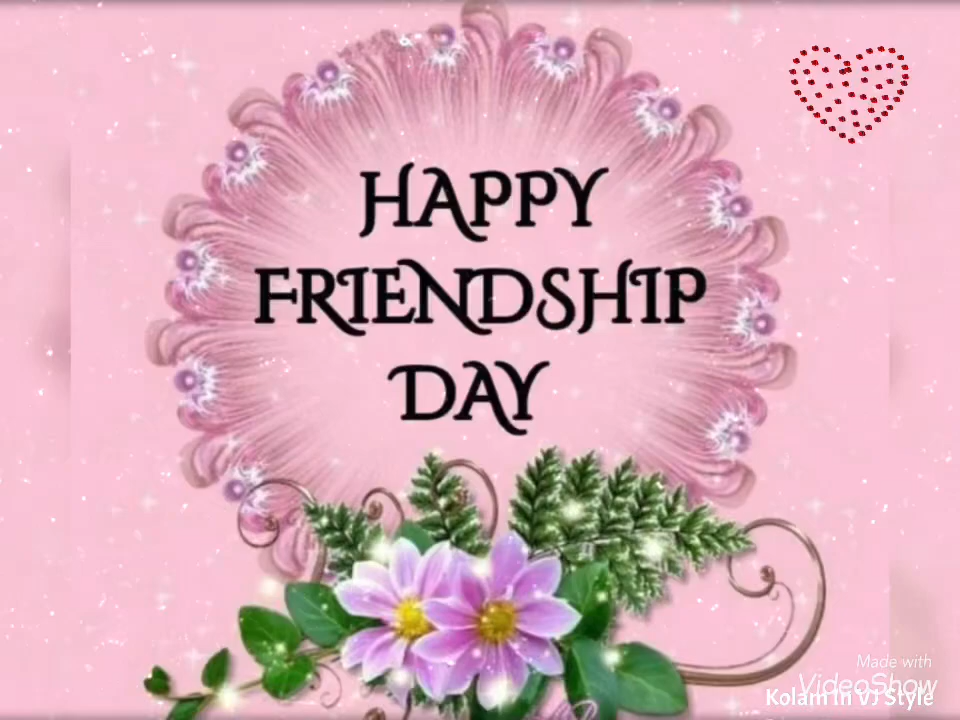 HAPPY
FRIENDSHIP
DAY
Made with
VideoShow
Kolam In VJ Style